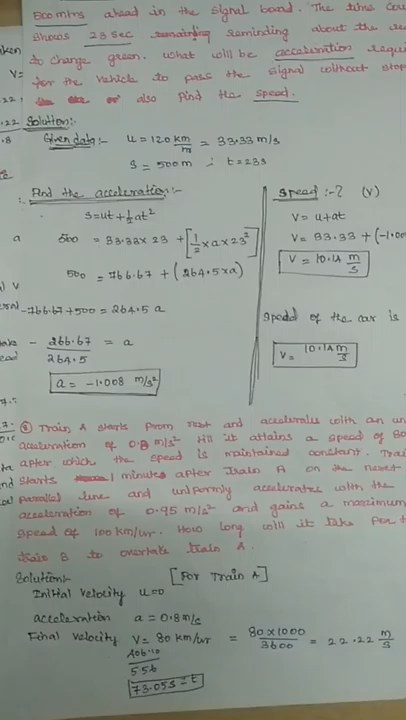 500mtrs ahead in the signal board. The time cou
shows 23 sec remaining reminding about the re
to change green. what will be acceleration requi
for the vehicle to pass the signal without stop
also find the speed.
Solution:-
Given data:- u = 120 km/hr = 33.33 m/s
S = 500m ; t = 23s
Find the acceleration:-
S = ut + 1/2 at²
500 = 33.33 x 23 + [1/2 x a x 23²]
500 = 766.67 + (264.5 x a)
-766.67 + 500 = 264.5 a
- 266.67 / 264.5 = a
a = -1.008 m/s²
Speed :-? (V)
V = u + at
V = 33.33 + (-1.00
V = 10.14 m/s
Speed of the car is
V = 10.14 m/s
Train A starts from rest and accelerates with an un
acceleration of 0.8 m/s² till it attains a speed of 80
after which the speed is maintained constant. Trai
starts 1 minute after Train A on the next
parallel line and uniformly accelerates with the
acceleration of 0.95 m/s² and gains a maximum
speed of 100 km/hr. How long will it take for t
train B to overtake train A.
Solution:- [For Train A]
Initial velocity u=0
acceleration a = 0.8 m/s
Final velocity V = 80 km/hr = 80 x 1000 / 3600 = 22.22 m/s
556
73.05s = t